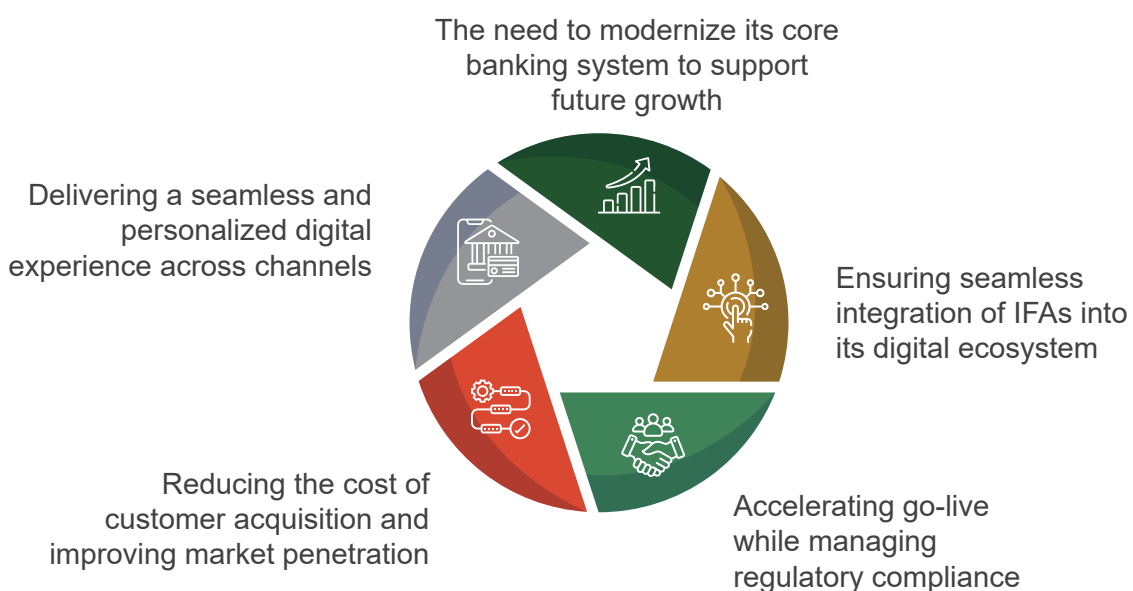 The need to modernize its core
banking system to support
future growth
Ensuring seamless
integration of IFAs into
its digital ecosystem
Accelerating go-live
while managing
regulatory compliance
Reducing the cost of
customer acquisition and
improving market penetration
Delivering a seamless and
personalized digital
experience across channels